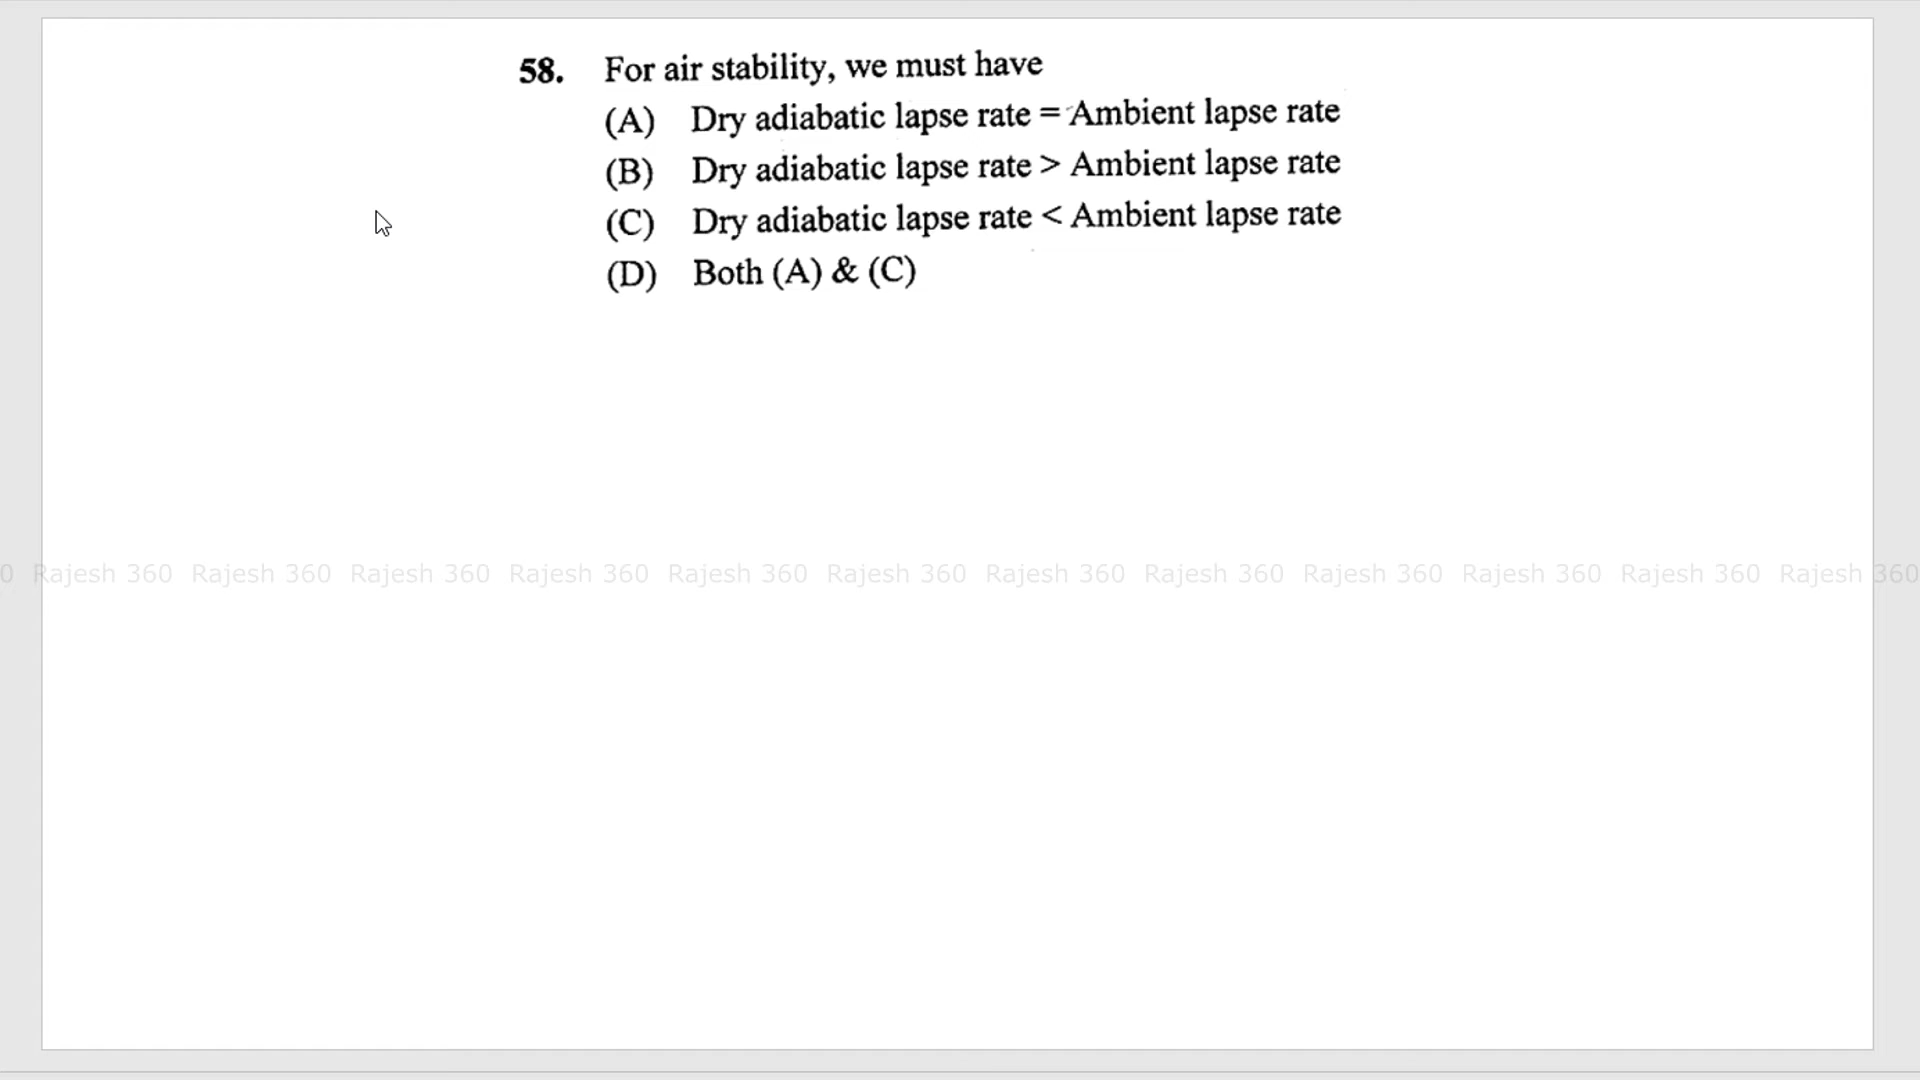 58. For air stability, we must have
(A) Dry adiabatic lapse rate = Ambient lapse rate
(B) Dry adiabatic lapse rate > Ambient lapse rate
(C) Dry adiabatic lapse rate < Ambient lapse rate
(D) Both (A) & (C)
0 Rajesh 360 Rajesh 360 Rajesh 360 Rajesh 360 Rajesh 360 Rajesh 360 Rajesh 360 Rajesh 360 Rajesh 360 Rajesh 360 Rajesh 360 Rajesh 360